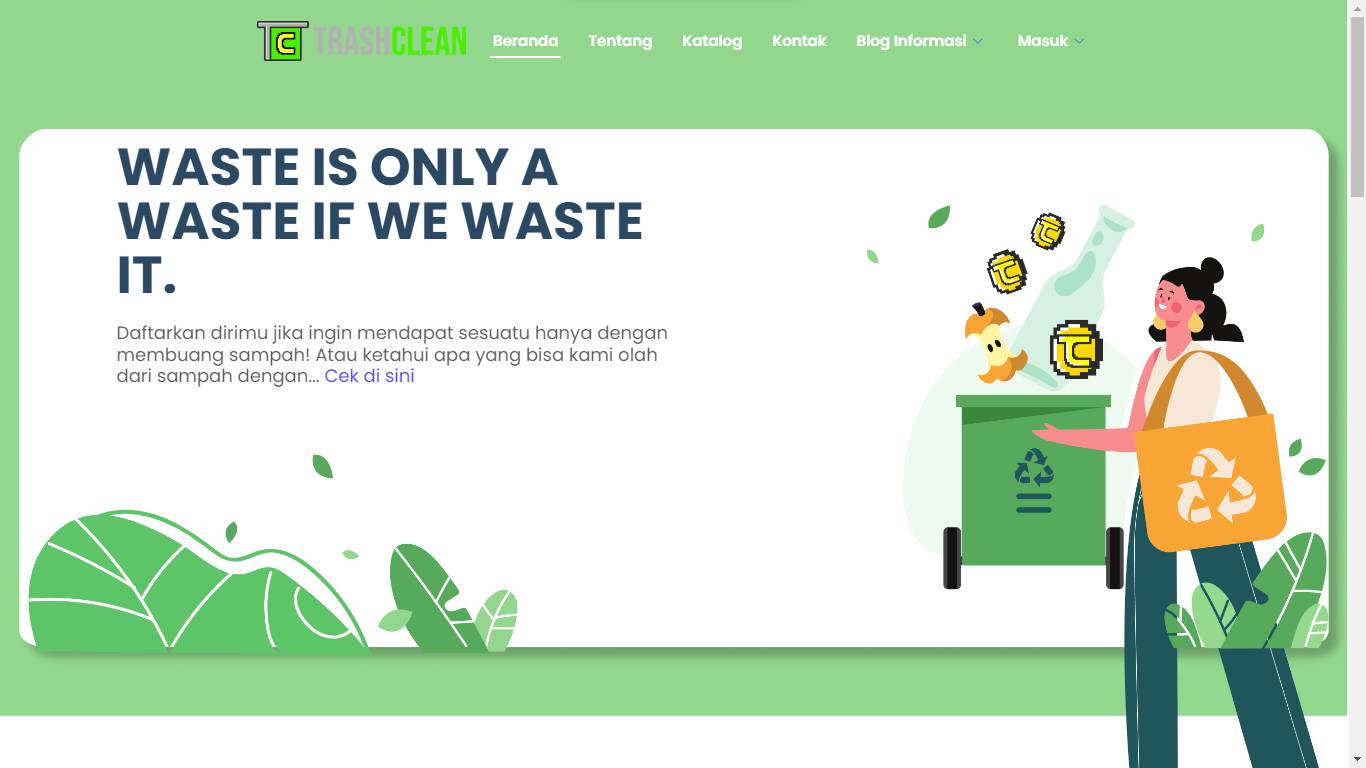 TRASHCLEAN Beranda Tentang Katalog Kontak Blog Informasi Masuk
WASTE IS ONLY A
WASTE IF WE WASTE
IT.
Daftarkan dirimu jika ingin mendapat sesuatu hanya dengan
membuang sampah! Atau ketahui apa yang bisa kami olah
dari sampah dengan... Cek di sini